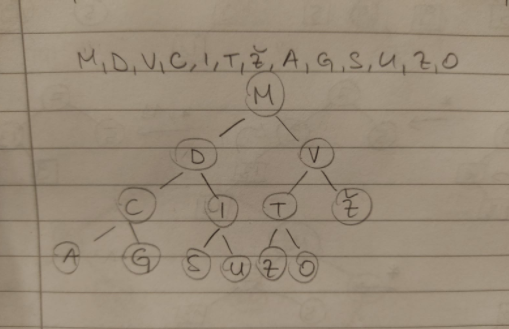 M, D, V, C, I, T, Ž, A, G, S, U, Z, O
M
D V
C I T Ž
A G S U Z O